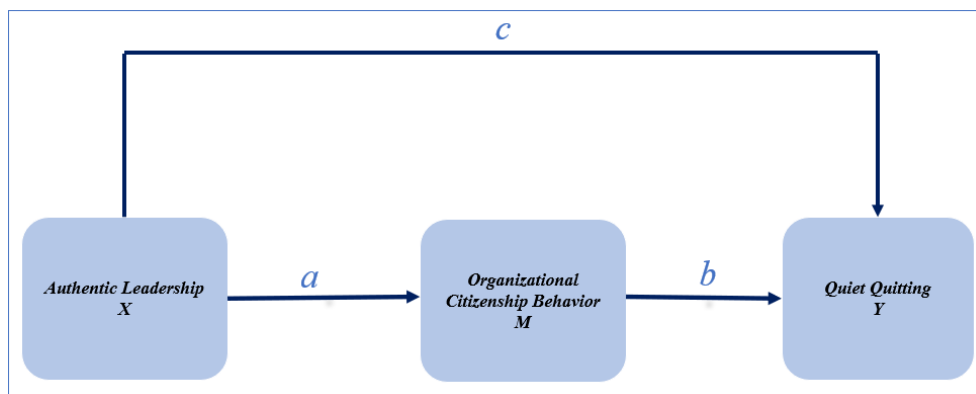 c
Authentic Leadership
X
a
Organizational
Citizenship Behavior
M
b
Quiet Quitting
Y